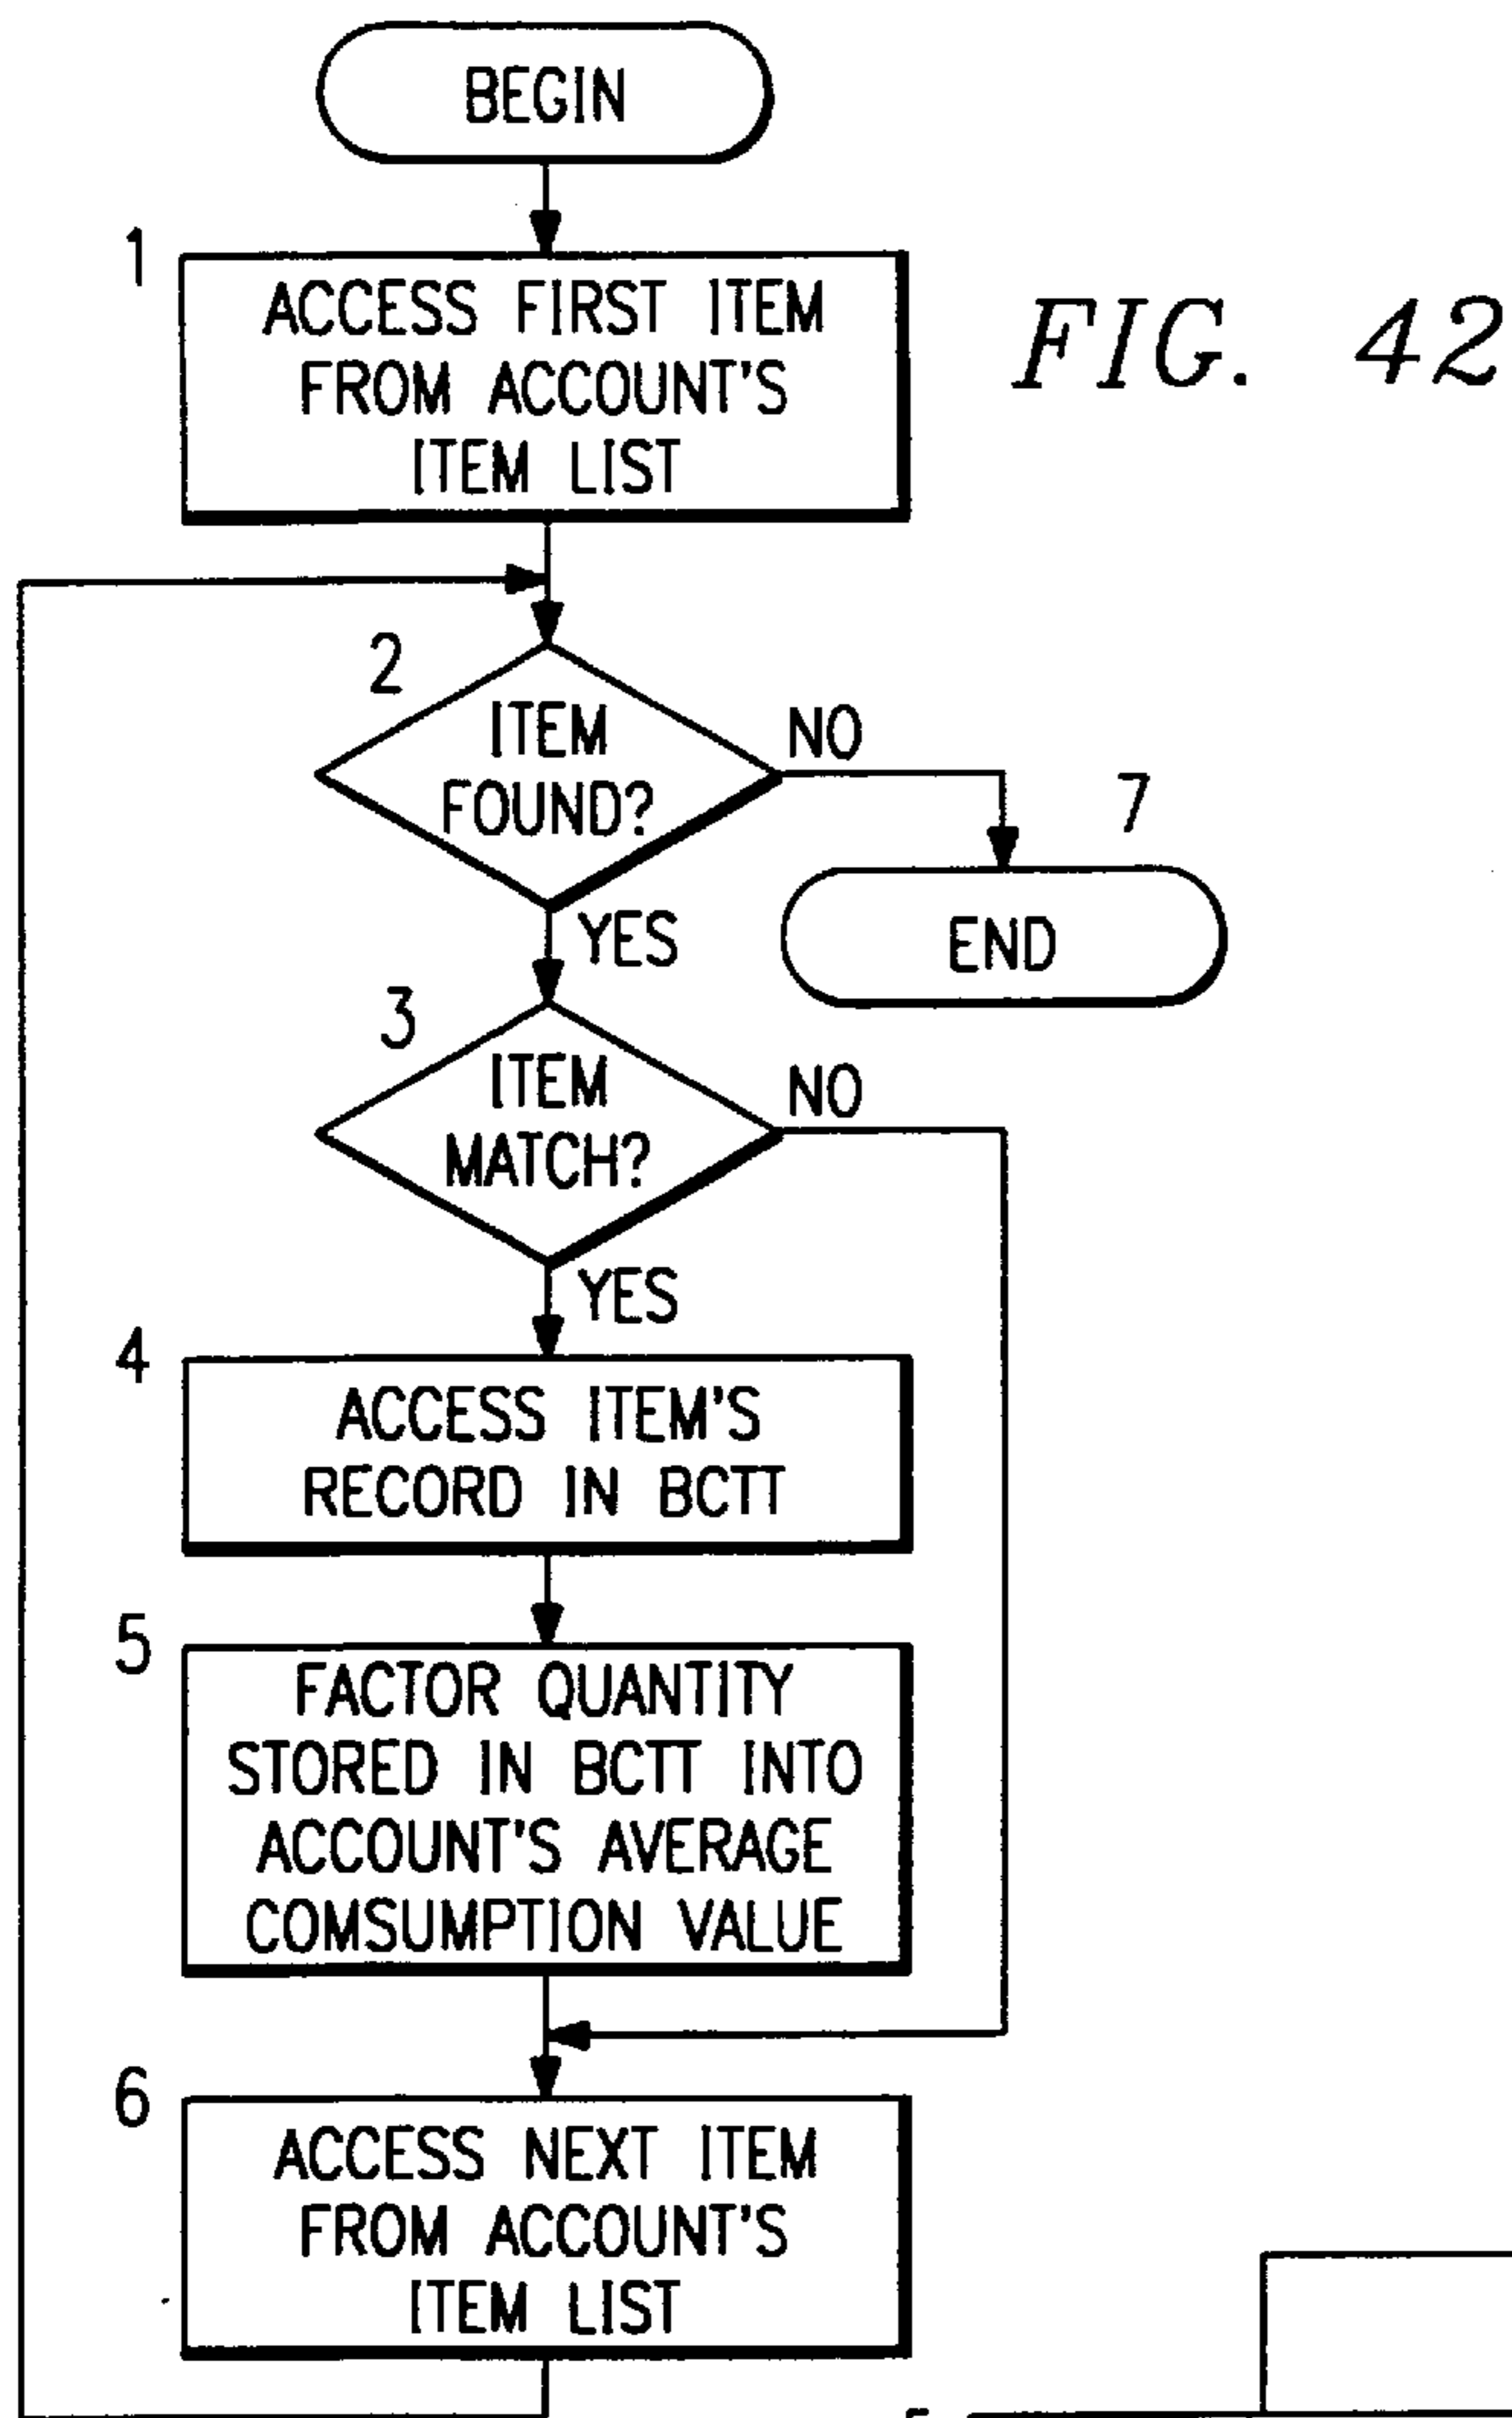 BEGIN
1
ACCESS FIRST ITEM
FROM ACCOUNT'S
ITEM LIST
FIG. 42
2
ITEM
FOUND?
NO
YES
7
END
3
ITEM
MATCH?
NO
YES
4
ACCESS ITEM'S
RECORD IN BCTT
5
FACTOR QUANTITY
STORED IN BCTT INTO
ACCOUNT'S AVERAGE
COMSUMPTION VALUE
6
ACCESS NEXT ITEM
FROM ACCOUNT'S
ITEM LIST